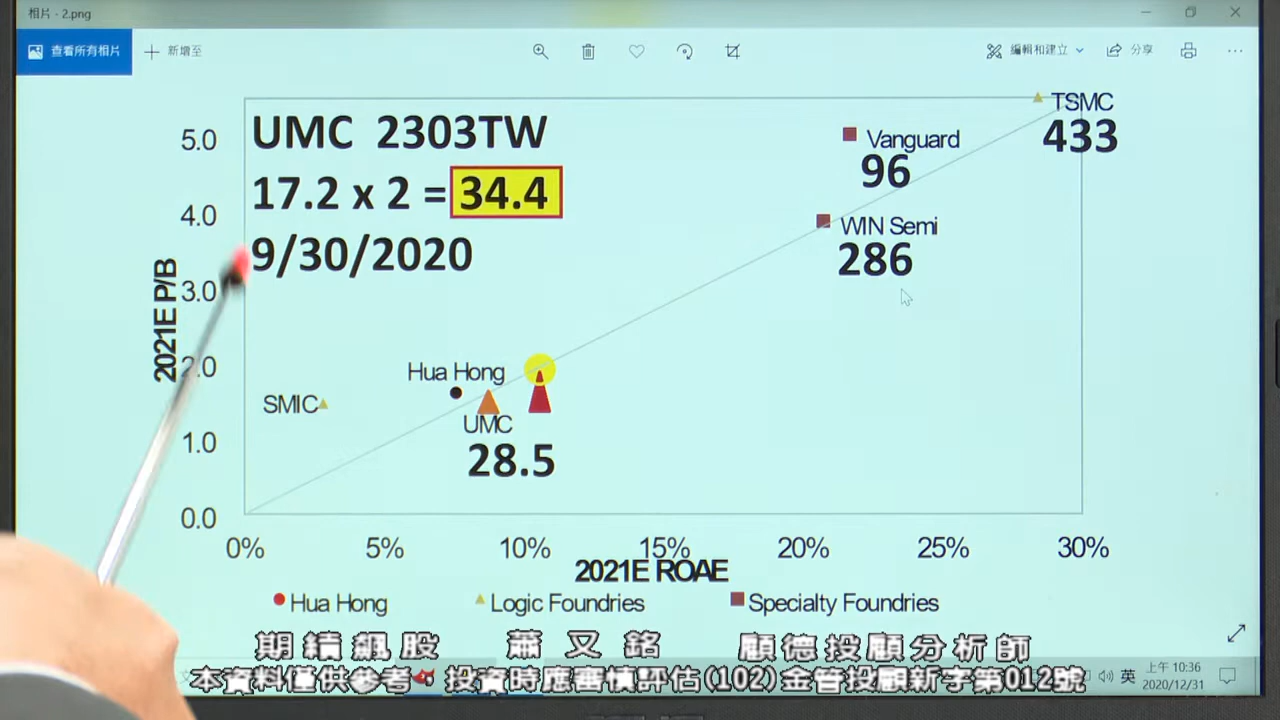 相片 - 2.png
查看所有相片
新增至
編輯和建立
分享
UMC 2303TW
17.2 x 2 = 34.4
9/30/2020
TSMC
433
Vanguard
96
WIN Semi
286
Hua Hong
SMIC
UMC
28.5
2021E P/B
5.0
4.0
3.0
2.0
1.0
0.0
0% 5% 10% 15% 20% 25% 30%
2021E ROAE
Hua Hong Logic Foundries Specialty Foundries
期績飆股 蕭又銘 顧德投顧分析師
本資料僅供參考 投資時應審慎評估(102)金管投顧新字第012號
英
上午 10:36
2020/12/31